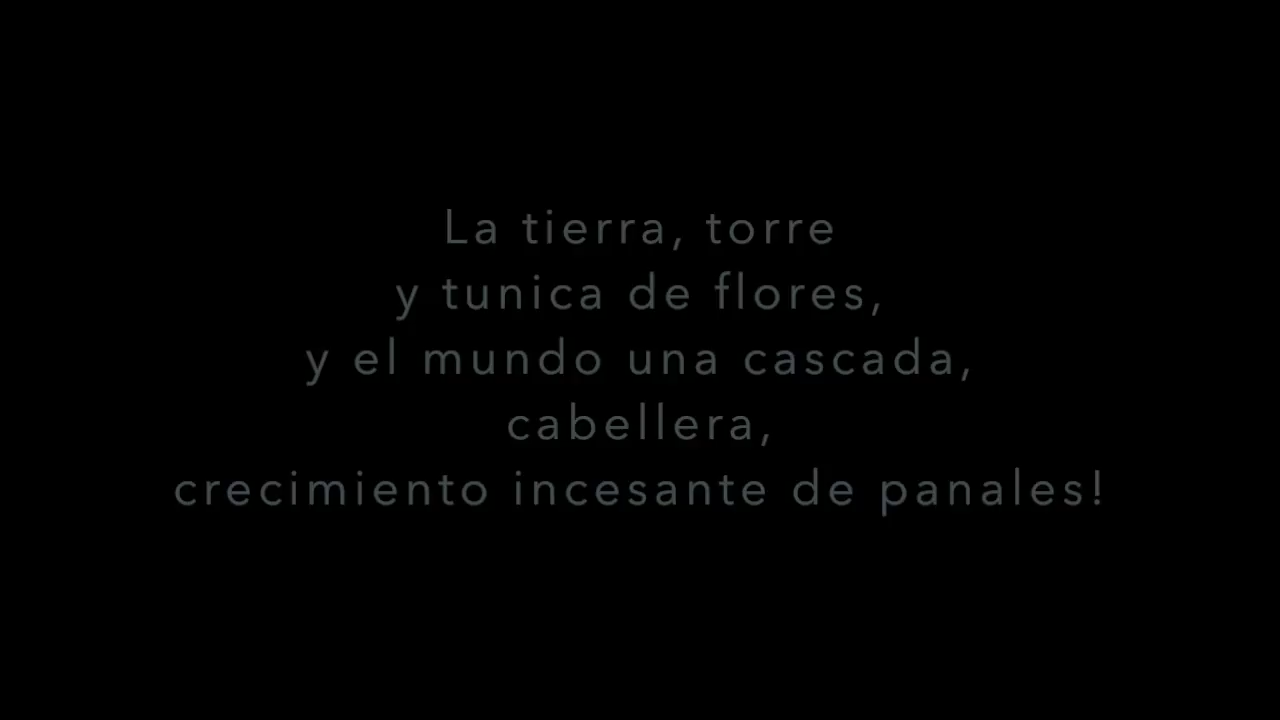 La tierra, torre
y tunica de flores,
y el mundo una cascada,
cabellera,
crecimiento incesante de panales!